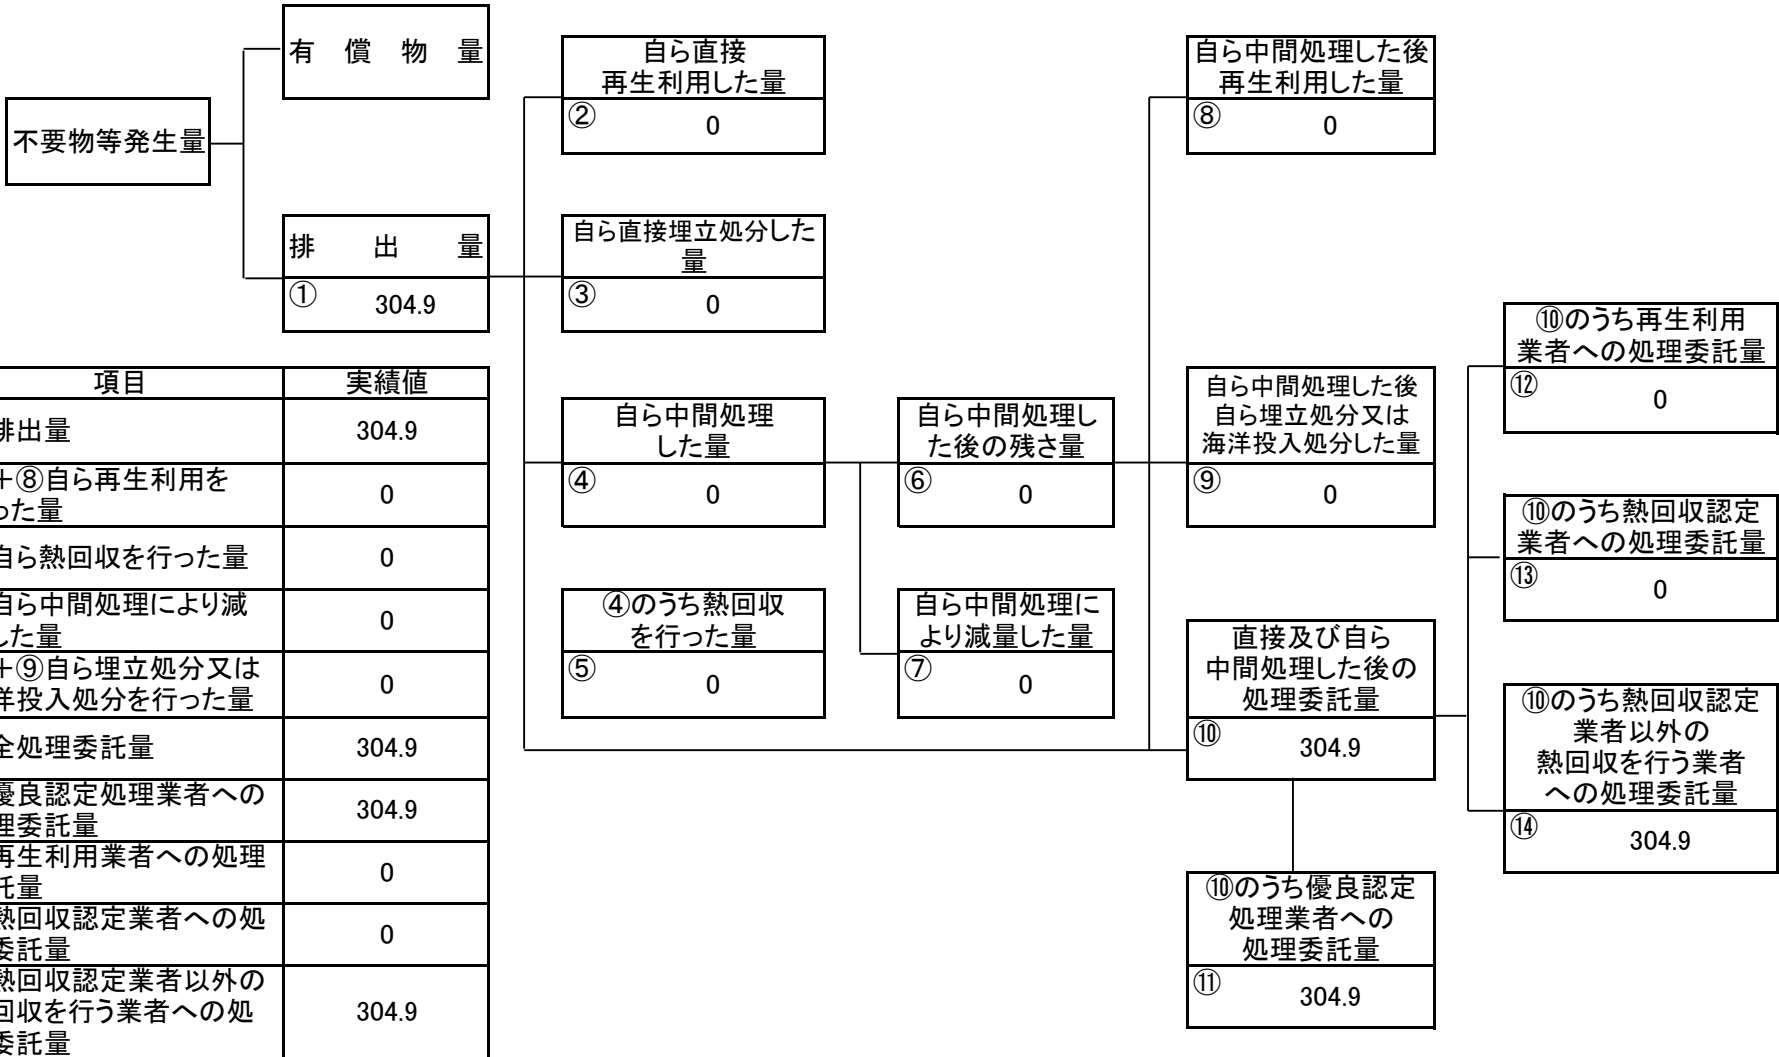 有償物量
不要物等発生量
排出量
①
304.9
自ら直接
再生利用した量
②
0
自ら直接埋立処分した
量
③
0
自ら中間処理
した量
④
0
④のうち熱回収
を行った量
⑤
0
自ら中間処理し
た後の残さ量
⑥
0
自ら中間処理に
より減量した量
⑦
0
自ら中間処理した後
再生利用した量
⑧
0
自ら中間処理した後
自ら埋立処分又は
海洋投入処分した量
⑨
0
直接及び自ら
中間処理した後の
処理委託量
⑩
304.9
⑩のうち優良認定
処理業者への
処理委託量
⑪
304.9
⑩のうち再生利用
業者への処理委託量
⑫
0
⑩のうち熱回収認定
業者への処理委託量
⑬
0
⑩のうち熱回収認定
業者以外の
熱回収を行う業者
への処理委託量
⑭
304.9
項目 実績値
排出量 304.9
+⑧自ら再生利用を
った量 0
自ら熱回収を行った量 0
自ら中間処理により減
した量 0
+⑨自ら埋立処分又は
洋投入処分を行った量 0
全処理委託量 304.9
優良認定処理業者への
理委託量 304.9
再生利用業者への処理
託量 0
熱回収認定業者への処
委託量 0
熱回収認定業者以外の
回収を行う業者への処
委託量 304.9